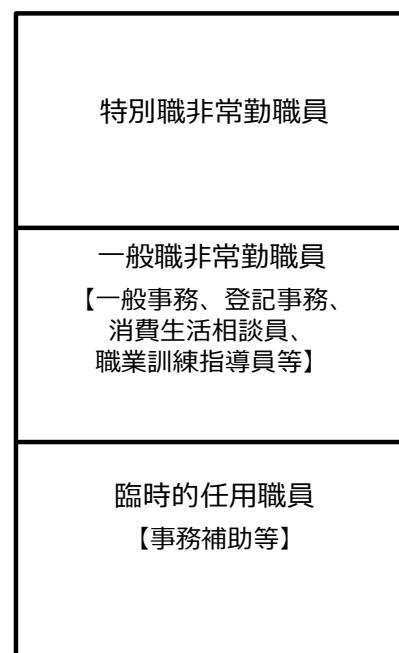 特別職非常勤職員
一般職非常勤職員
【一般事務、登記事務、
消費生活相談員、
職業訓練指導員等】
臨時的任用職員
【事務補助等】